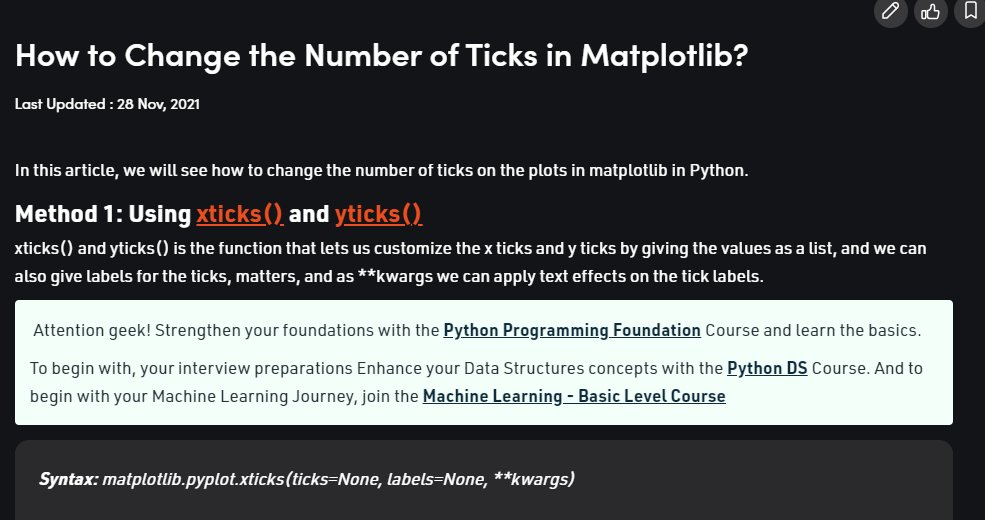 How to Change the Number of Ticks in Matplotlib?
Last Updated : 28 Nov, 2021
In this article, we will see how to change the number of ticks on the plots in matplotlib in Python.
Method 1: Using xticks() and yticks()
xticks() and yticks() is the function that lets us customize the x ticks and y ticks by giving the values as a list, and we can
also give labels for the ticks, matters, and as **kwargs we can apply text effects on the tick labels.
Attention geek! Strengthen your foundations with the Python Programming Foundation Course and learn the basics.
To begin with, your interview preparations Enhance your Data Structures concepts with the Python DS Course. And to
begin with your Machine Learning Journey, join the Machine Learning - Basic Level Course
Syntax: matplotlib.pyplot.xticks(ticks=None, labels=None, **kwargs)